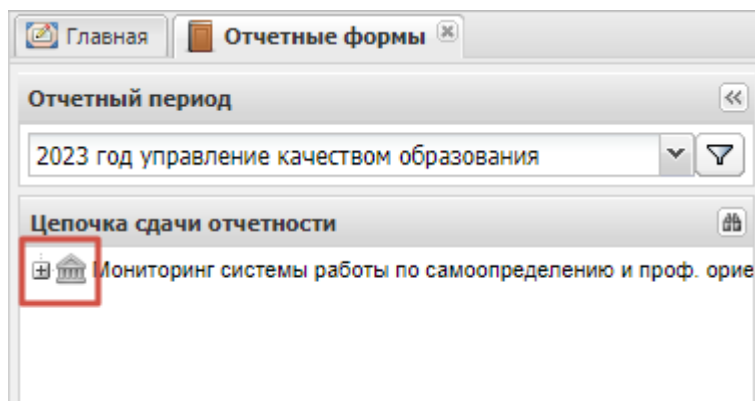 Главная
Отчетные формы
Отчетный период
2023 год управление качеством образования
Цепочка сдачи отчетности
Мониторинг системы работы по самоопределению и проф. орие